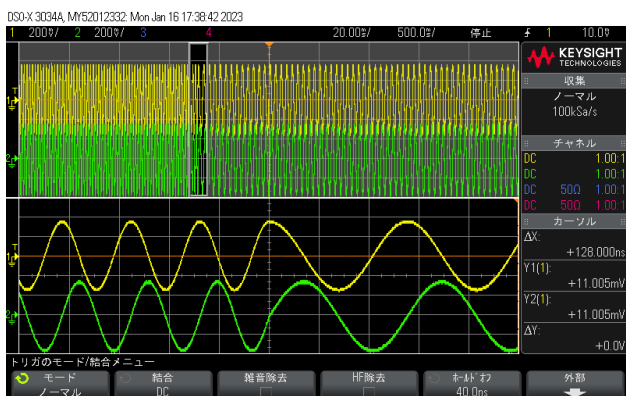 DSO-X 3034A, MY52012332: Mon Jan 16 17:38:42 2023
1 200V/ 2 200V/ 3 4 20.00s/ 500.0s/ 停止 1 10.0V
KEYSIGHT
TECHNOLOGIES
収集
ノーマル
100kSa/s
チャネル
DC 1.00:1
DC 1.00:1
DC 50Ω 1.00:1
DC 50Ω 1.00:1
カーソル
ΔX:
+128.000ns
Y1(1):
+11.005mV
Y2(1):
+11.005mV
ΔY:
+0.0V
トリガのモード/結合メニュー
モード 結合 雑音除去 HF除去 ホールドオフ 外部
ノーマル DC 40.0ns